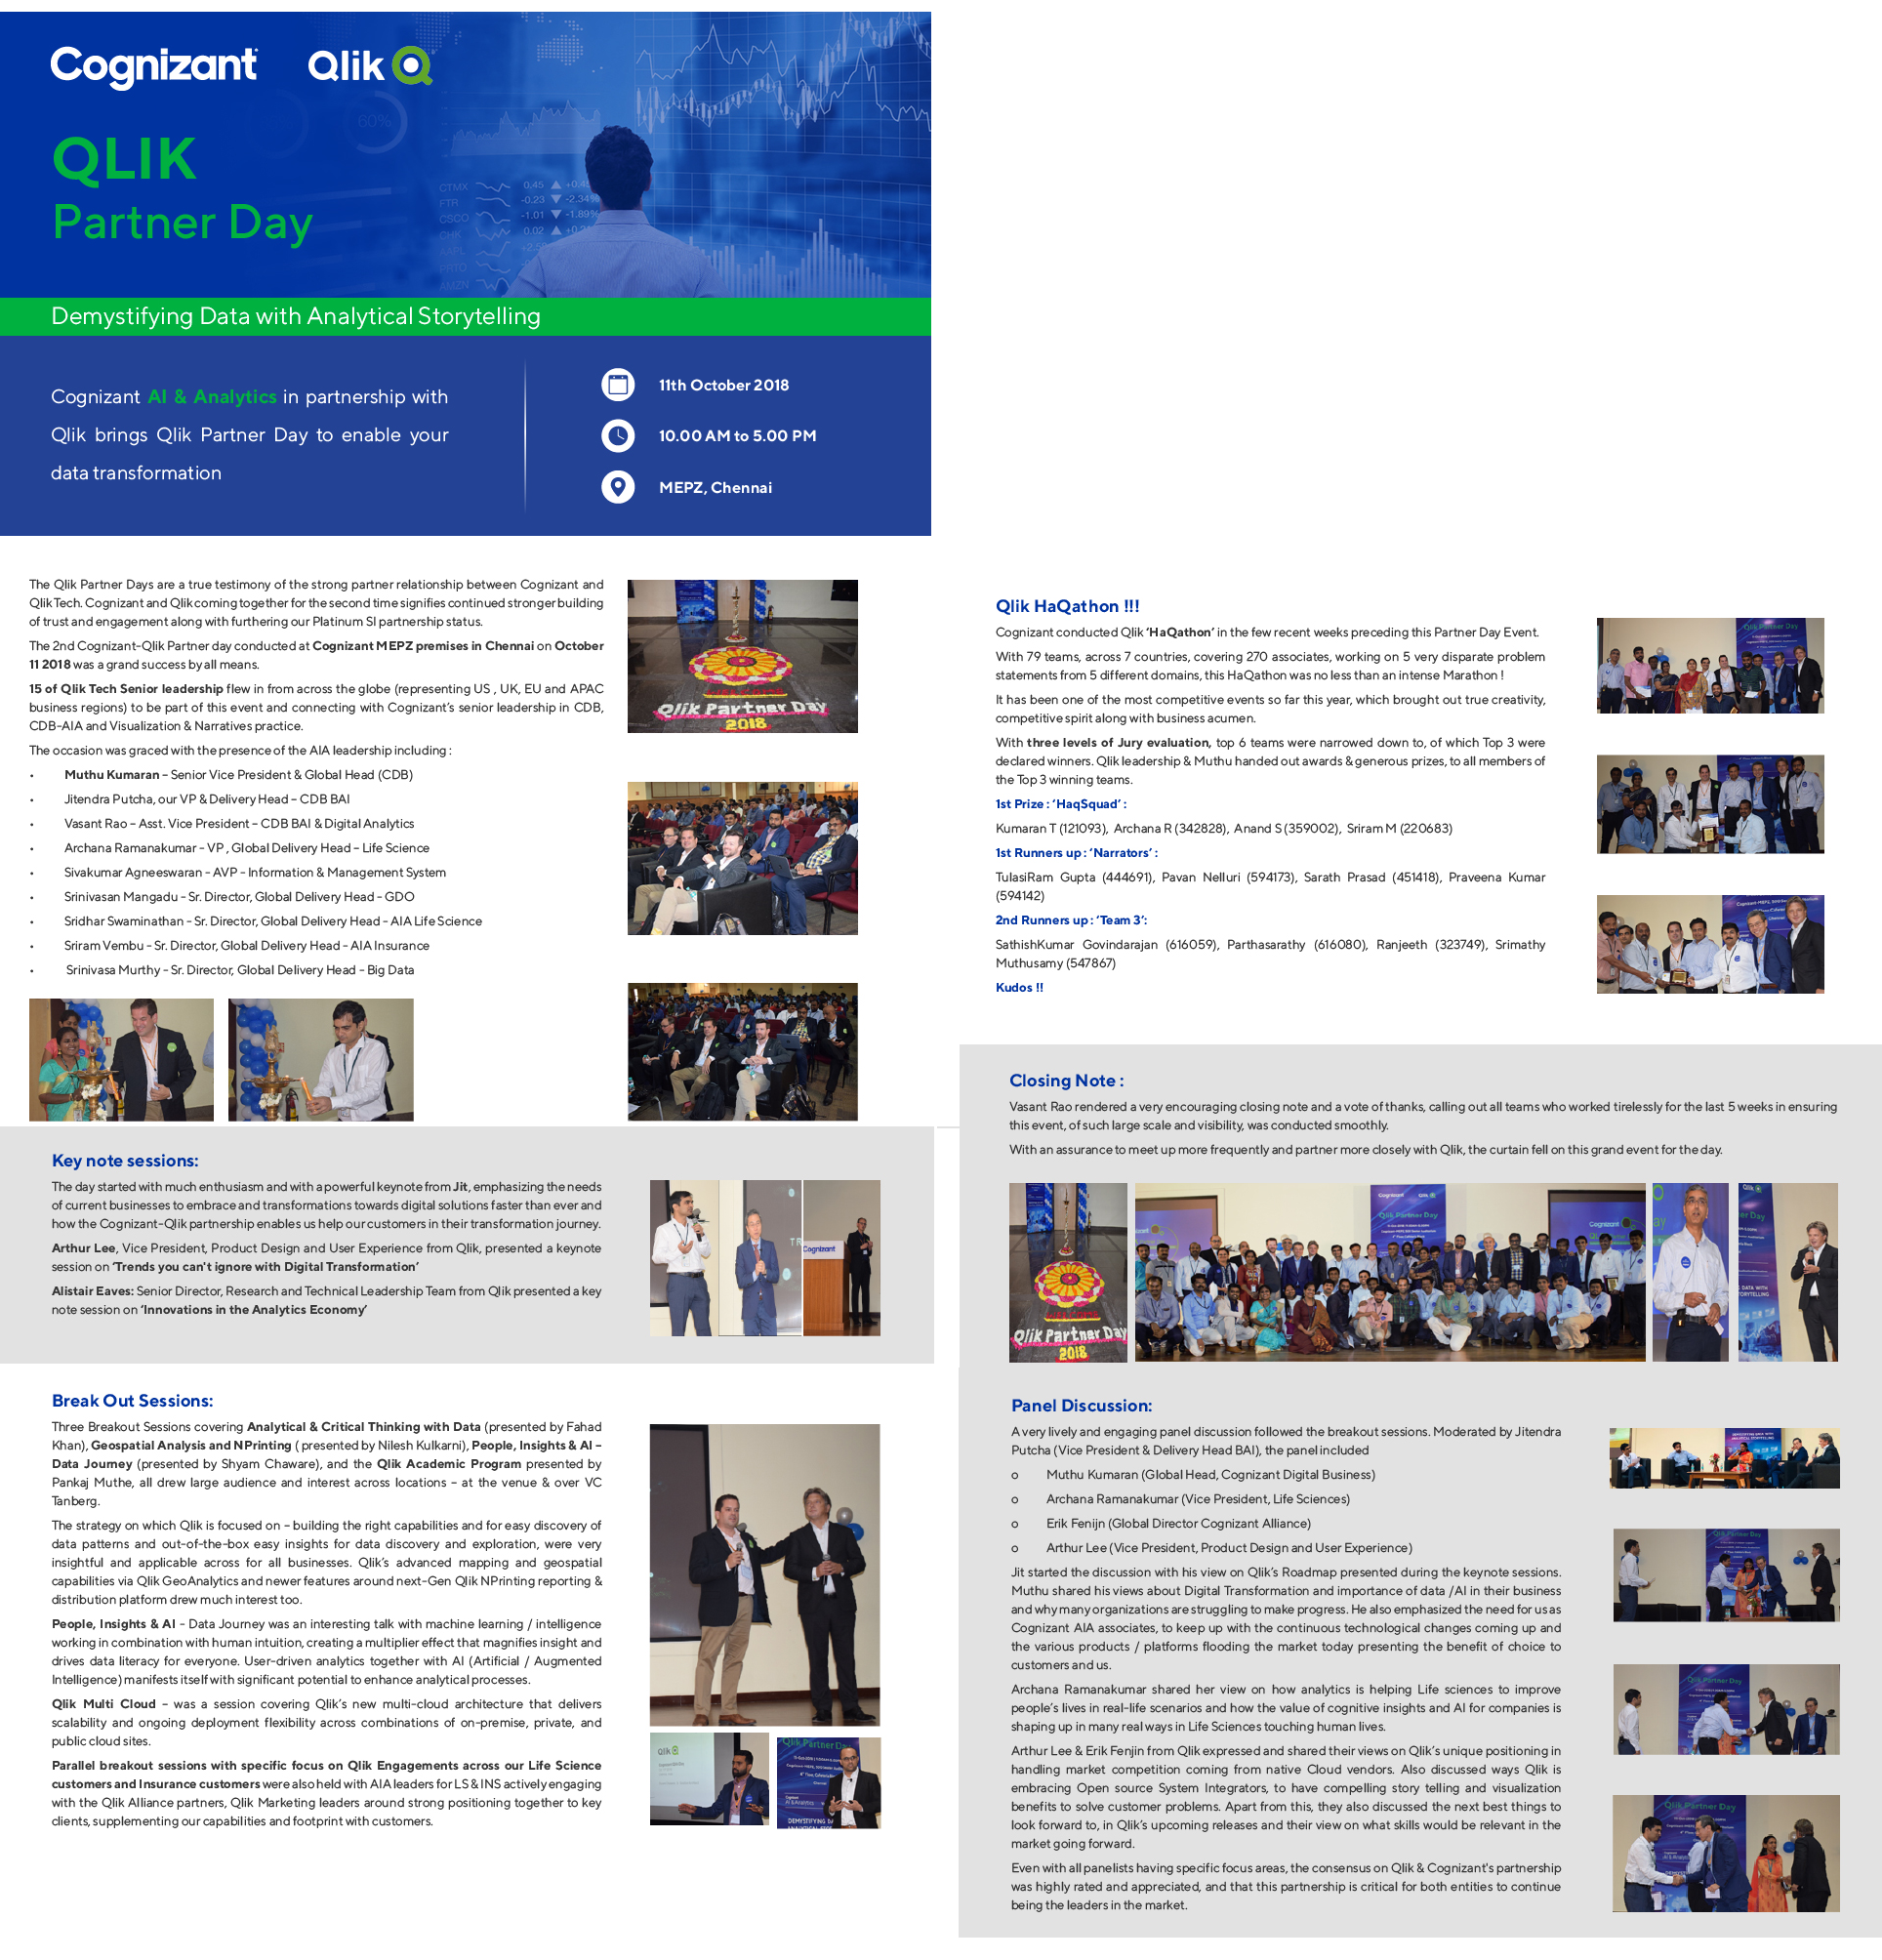 Cognizant
Qlik
QLIK
Partner Day
Demystifying Data with Analytical Storytelling
Cognizant AI & Analytics in partnership with
Qlik brings Qlik Partner Day to enable your
data transformation
11th October 2018
10.00 AM to 5.00 PM
MEPZ, Chennai
The Qlik Partner Days are a true testimony of the strong partner relationship between Cognizant and
Qlik Tech. Cognizant and Qlik coming together for the second time signifies continued stronger building
of trust and engagement along with furthering our Platinum SI partnership status.
The 2nd Cognizant-Qlik Partner day conducted at Cognizant MEPZ premises in Chennai on October
11 2018 was a grand success by all means.
15 of Qlik Tech Senior leadership flew in from across the globe (representing US , UK, EU and APAC
business regions) to be part of this event and connecting with Cognizant's senior leadership in CDB,
CDB-AIA and Visualization & Narratives practice.
The occasion was graced with the presence of the AIA leadership including :
• Muthu Kumaran – Senior Vice President & Global Head (CDB)
• Jitendra Putcha, our VP & Delivery Head – CDB BAI
• Vasant Rao – Asst. Vice President – CDB BAI & Digital Analytics
• Archana Ramanakumar - VP , Global Delivery Head – Life Science
• Sivakumar Agneeswaran - AVP - Information & Management System
• Srinivasan Mangadu - Sr. Director, Global Delivery Head - GDO
• Sridhar Swaminathan - Sr. Director, Global Delivery Head - AIA Life Science
• Sriram Vembu - Sr. Director, Global Delivery Head - AIA Insurance
• Srinivasa Murthy - Sr. Director, Global Delivery Head - Big Data
Qlik Partner Day
2018
Key note sessions:
The day started with much enthusiasm and with a powerful keynote from Jit, emphasizing the needs
of current businesses to embrace and transformations towards digital solutions faster than ever and
how the Cognizant-Qlik partnership enables us help our customers in their transformation journey.
Arthur Lee, Vice President, Product Design and User Experience from Qlik, presented a keynote
session on 'Trends you can't ignore with Digital Transformation'
Alistair Eaves: Senior Director, Research and Technical Leadership Team from Qlik presented a key
note session on 'Innovations in the Analytics Economy'
Cognizant
Break Out Sessions:
Three Breakout Sessions covering Analytical & Critical Thinking with Data (presented by Fahad
Khan), Geospatial Analysis and NPrinting ( presented by Nilesh Kulkarni), People, Insights & AI –
Data Journey (presented by Shyam Chaware), and the Qlik Academic Program presented by
Pankaj Muthe, all drew large audience and interest across locations – at the venue & over VC
Tanberg.
The strategy on which Qlik is focused on – building the right capabilities and for easy discovery of
data patterns and out-of-the-box easy insights for data discovery and exploration, were very
insightful and applicable across for all businesses. Qlik's advanced mapping and geospatial
capabilities via Qlik GeoAnalytics and newer features around next-Gen Qlik NPrinting reporting &
distribution platform drew much interest too.
People, Insights & AI - Data Journey was an interesting talk with machine learning / intelligence
working in combination with human intuition, creating a multiplier effect that magnifies insight and
drives data literacy for everyone. User-driven analytics together with AI (Artificial / Augmented
Intelligence) manifests itself with significant potential to enhance analytical processes.
Qlik Multi Cloud – was a session covering Qlik's new multi-cloud architecture that delivers
scalability and ongoing deployment flexibility across combinations of on-premise, private, and
public cloud sites.
Parallel breakout sessions with specific focus on Qlik Engagements across our Life Science
customers and Insurance customers were also held with AIA leaders for LS & INS actively engaging
with the Qlik Alliance partners, Qlik Marketing leaders around strong positioning together to key
clients, supplementing our capabilities and footprint with customers.
Qlik HaQathon !!!
Cognizant conducted Qlik 'HaQathon' in the few recent weeks preceding this Partner Day Event.
With 79 teams, across 7 countries, covering 270 associates, working on 5 very disparate problem
statements from 5 different domains, this HaQathon was no less than an intense Marathon !
It has been one of the most competitive events so far this year, which brought out true creativity,
competitive spirit along with business acumen.
With three levels of Jury evaluation, top 6 teams were narrowed down to, of which Top 3 were
declared winners. Qlik leadership & Muthu handed out awards & generous prizes, to all members of
the Top 3 winning teams.
1st Prize : 'HaqSquad' :
Kumaran T (121093), Archana R (342828), Anand S (359002), Sriram M (220683)
1st Runners up : 'Narrators' :
TulasiRam Gupta (444691), Pavan Nelluri (594173), Sarath Prasad (451418), Praveena Kumar
(594142)
2nd Runners up : 'Team 3':
SathishKumar Govindarajan (616059), Parthasarathy (616080), Ranjeeth (323749), Srimathy
Muthusamy (547867)
Kudos !!
Closing Note :
Vasant Rao rendered a very encouraging closing note and a vote of thanks, calling out all teams who worked tirelessly for the last 5 weeks in ensuring
this event, of such large scale and visibility, was conducted smoothly.
With an assurance to meet up more frequently and partner more closely with Qlik, the curtain fell on this grand event for the day.
Qlik Partner Day
2018
Panel Discussion:
A very lively and engaging panel discussion followed the breakout sessions. Moderated by Jitendra
Putcha (Vice President & Delivery Head BAI), the panel included
o Muthu Kumaran (Global Head, Cognizant Digital Business)
o Archana Ramanakumar (Vice President, Life Sciences)
o Erik Fenijn (Global Director Cognizant Alliance)
o Arthur Lee (Vice President, Product Design and User Experience)
Jit started the discussion with his view on Qlik's Roadmap presented during the keynote sessions.
Muthu shared his views about Digital Transformation and importance of data /AI in their business
and why many organizations are struggling to make progress. He also emphasized the need for us as
Cognizant AIA associates, to keep up with the continuous technological changes coming up and
the various products / platforms flooding the market today presenting the benefit of choice to
customers and us.
Archana Ramanakumar shared her view on how analytics is helping Life sciences to improve
people's lives in real-life scenarios and how the value of cognitive insights and AI for companies is
shaping up in many real ways in Life Sciences touching human lives.
Arthur Lee & Erik Fenjin from Qlik expressed and shared their views on Qlik's unique positioning in
handling market competition coming from native Cloud vendors. Also discussed ways Qlik is
embracing Open source System Integrators, to have compelling story telling and visualization
benefits to solve customer problems. Apart from this, they also discussed the next best things to
look forward to, in Qlik's upcoming releases and their view on what skills would be relevant in the
market going forward.
Even with all panelists having specific focus areas, the consensus on Qlik & Cognizant's partnership
was highly rated and appreciated, and that this partnership is critical for both entities to continue
being the leaders in the market.